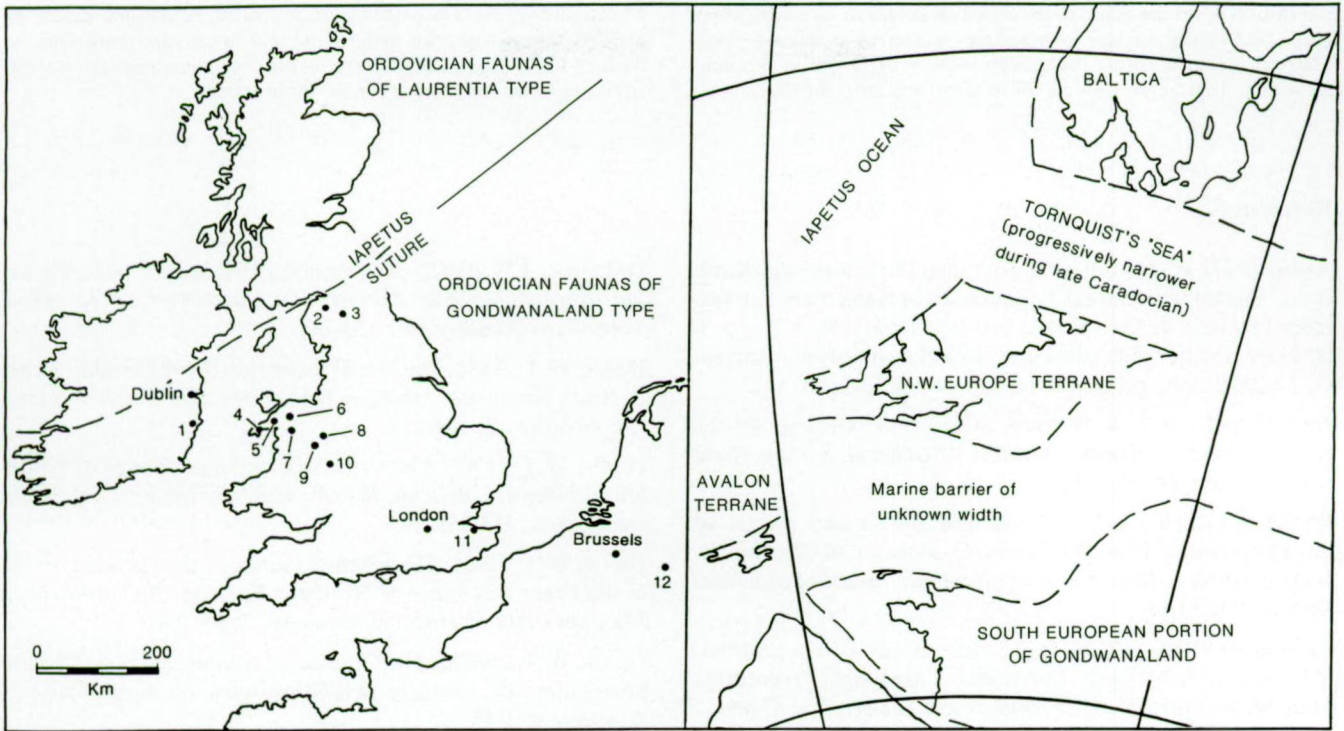 ORDOVICIAN FAUNAS
OF LAURENTIA TYPE
IAPETUS
SUTURE
ORDOVICIAN FAUNAS OF
GONDWANALAND TYPE
2
3
Dublin
1
4
5
6
7
8
9
10
London
11
Brussels
12
0 200
Km
BALTICA
IAPETUS OCEAN
TORNQUIST'S "SEA"
(progressively narrower
during late Caradocian)
N.W. EUROPE TERRANE
AVALON
TERRANE
Marine barrier of
unknown width
SOUTH EUROPEAN PORTION
OF GONDWANALAND